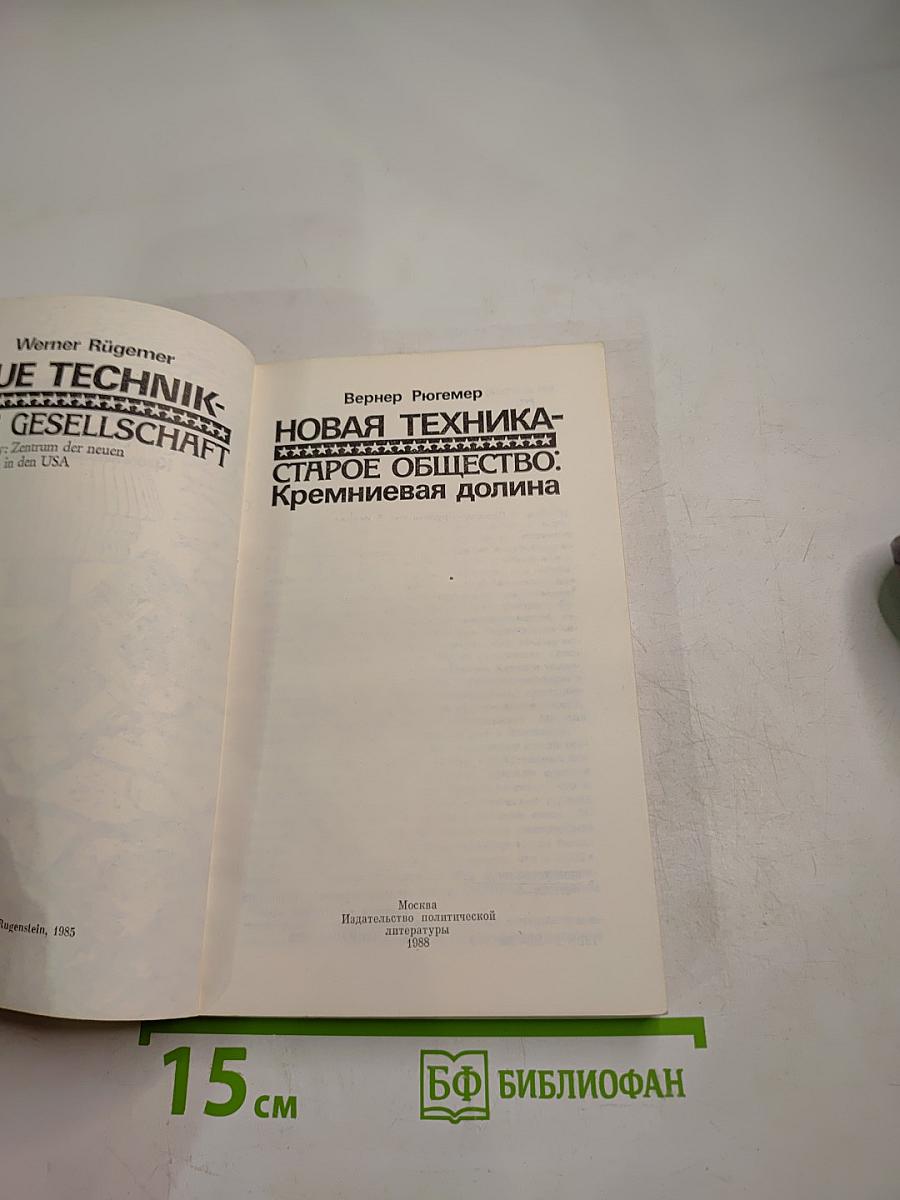 Werner Rügemer
UE TECHNIK-
GESELLSCHAFT
: Zentrum der neuen
in den USA
Rugenstein, 1985
Вернер Рюгемер
НОВАЯ ТЕХНИКА-
СТАРОЕ ОБЩЕСТВО:
Кремниевая долина
Москва
Издательство политической
литературы
1988
15 см
БФ БИБЛИОФАН